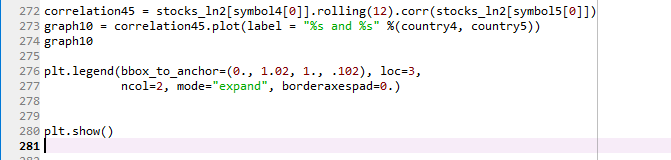 272 correlation45 = stocks_ln2[symbol4[0]].rolling(12).corr(stocks_ln2[symbol5[0]])
273 graph10 = correlation45.plot(label = "%s and %s" %(country4, country5))
274 graph10
275
276 plt.legend(bbox_to_anchor=(0., 1.02, 1., .102), loc=3,
277            ncol=2, mode="expand", borderaxespad=0.)
278
279
280 plt.show()
281